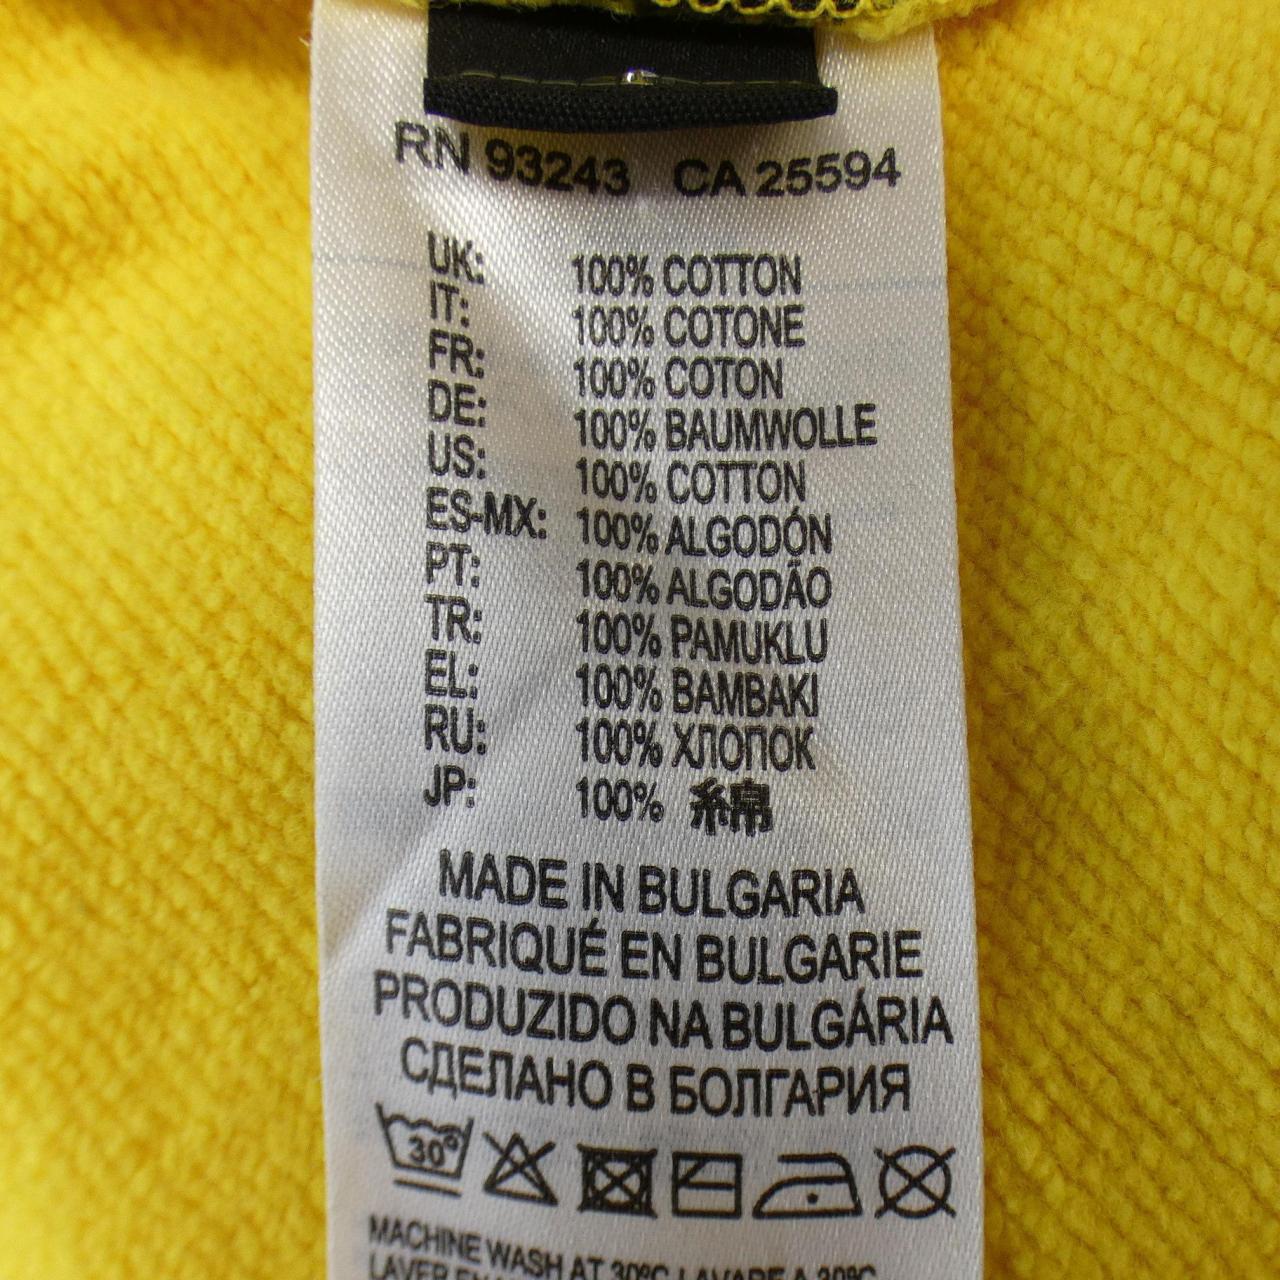 RN 93243 CA 25594
UK: 100% COTTON
IT: 100% COTONE
FR: 100% COTON
DE: 100% BAUMWOLLE
US: 100% COTTON
ES-MX: 100% ALGODÓN
PT: 100% ALGODÃO
TR: 100% PAMUKLU
EL: 100% BAMBAKI
RU: 100% ХЛОПОК
JP: 100% 綿
MADE IN BULGARIA
FABRIQUÉ EN BULGARIE
PRODUZIDO NA BULGÁRIA
СДЕЛАНО В БОЛГАРИЯ
30°
MACHINE WASH AT 30°C
LAVARE A 30°C